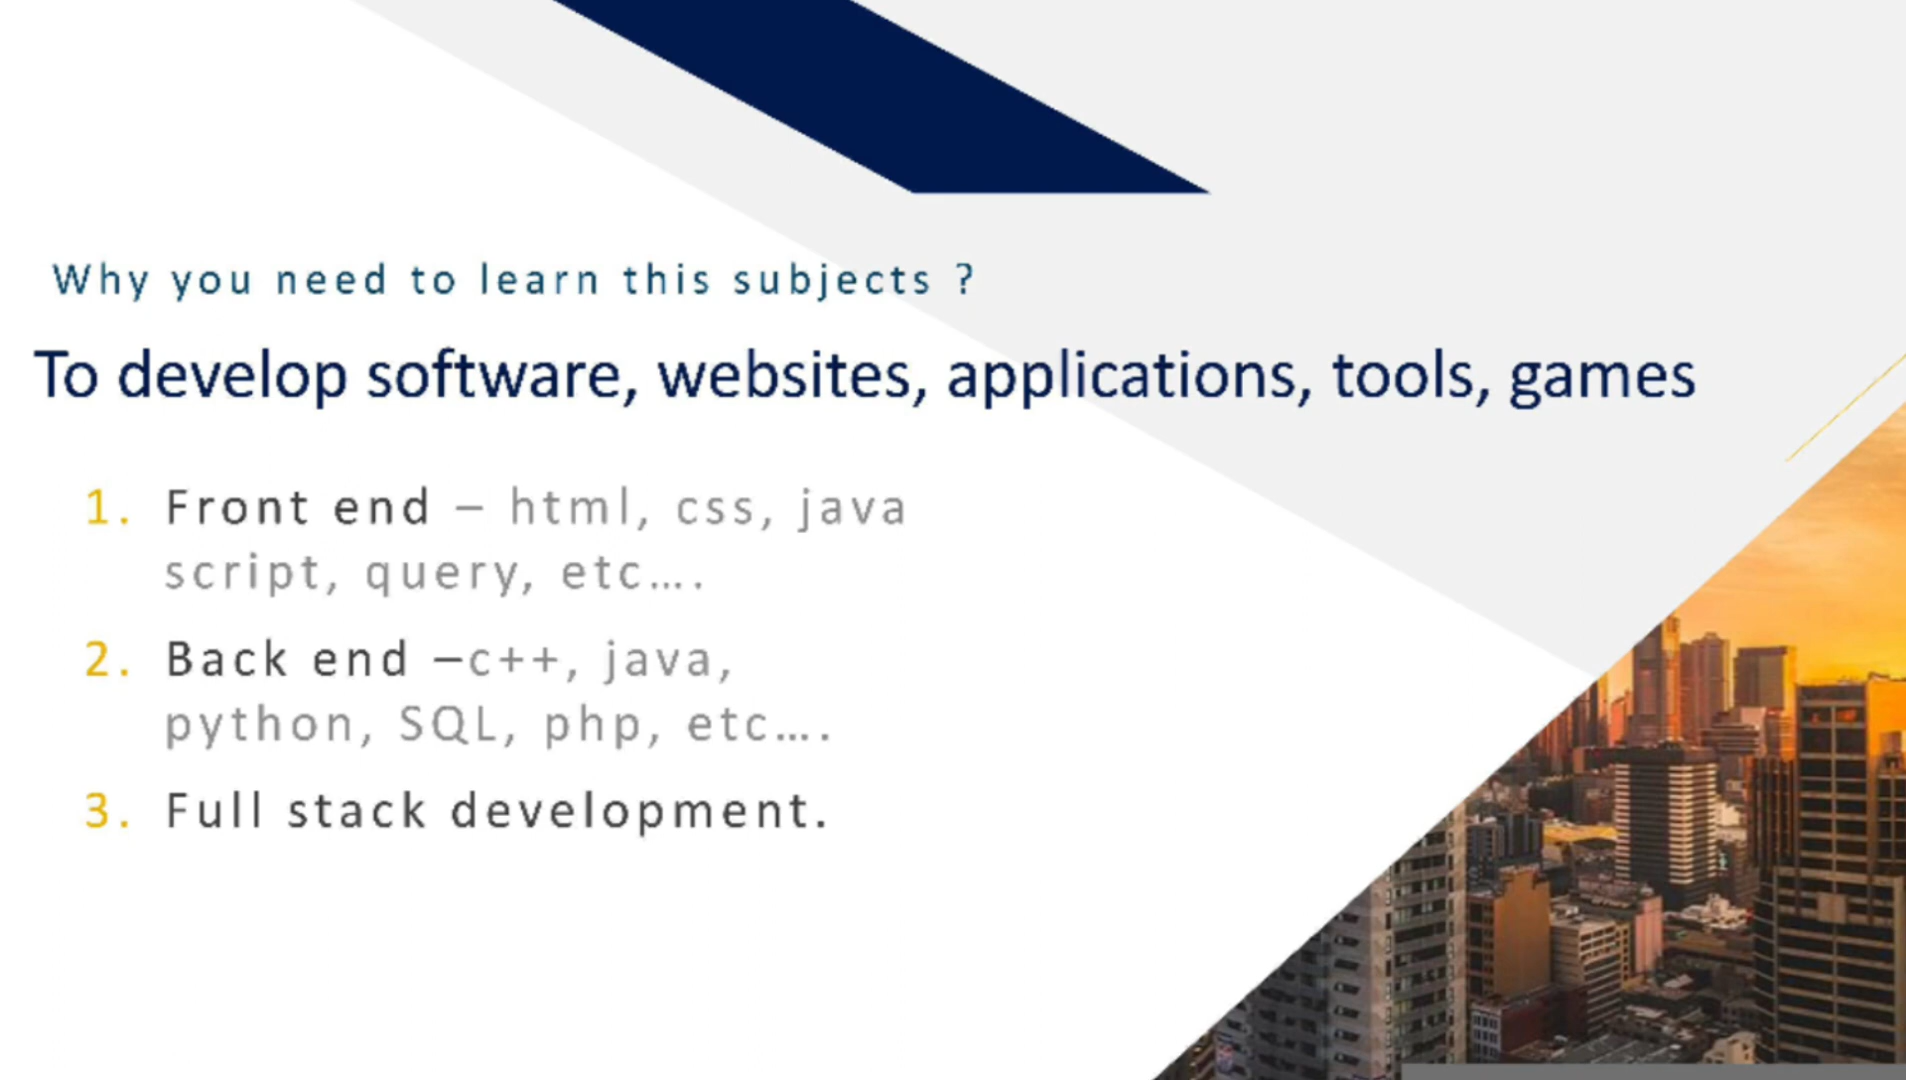 Why you need to learn this subjects ?
To develop software, websites, applications, tools, games
1. Front end – html, css, java
script, query, etc….
2. Back end –c++, java,
python, SQL, php, etc….
3. Full stack development.